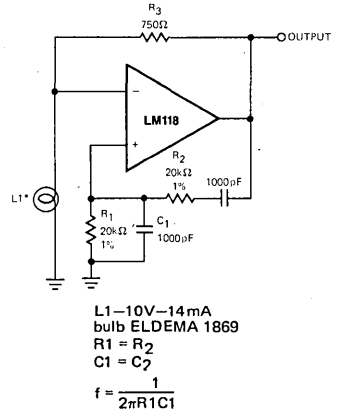 R3
750Ω
OUTPUT
−
LM118
+
R2
20kΩ
1%
1000pF
L1*
R1
20kΩ
1%
C1
1000pF
L1–10V–14mA
bulb ELDEMA 1869
R1 = R2
C1 = C2
f = 1
2πR1C1